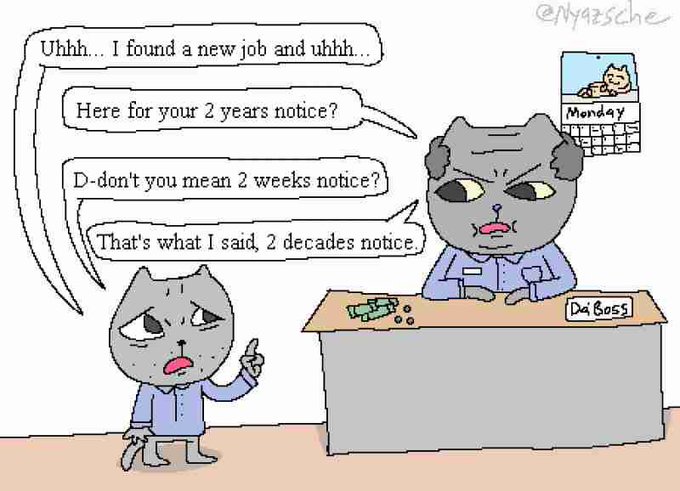 @Nyazsche
Uhhh... I found a new job and uhhh...
Here for your 2 years notice?
Monday
D-don't you mean 2 weeks notice?
That's what I said, 2 decades notice.
Da Boss